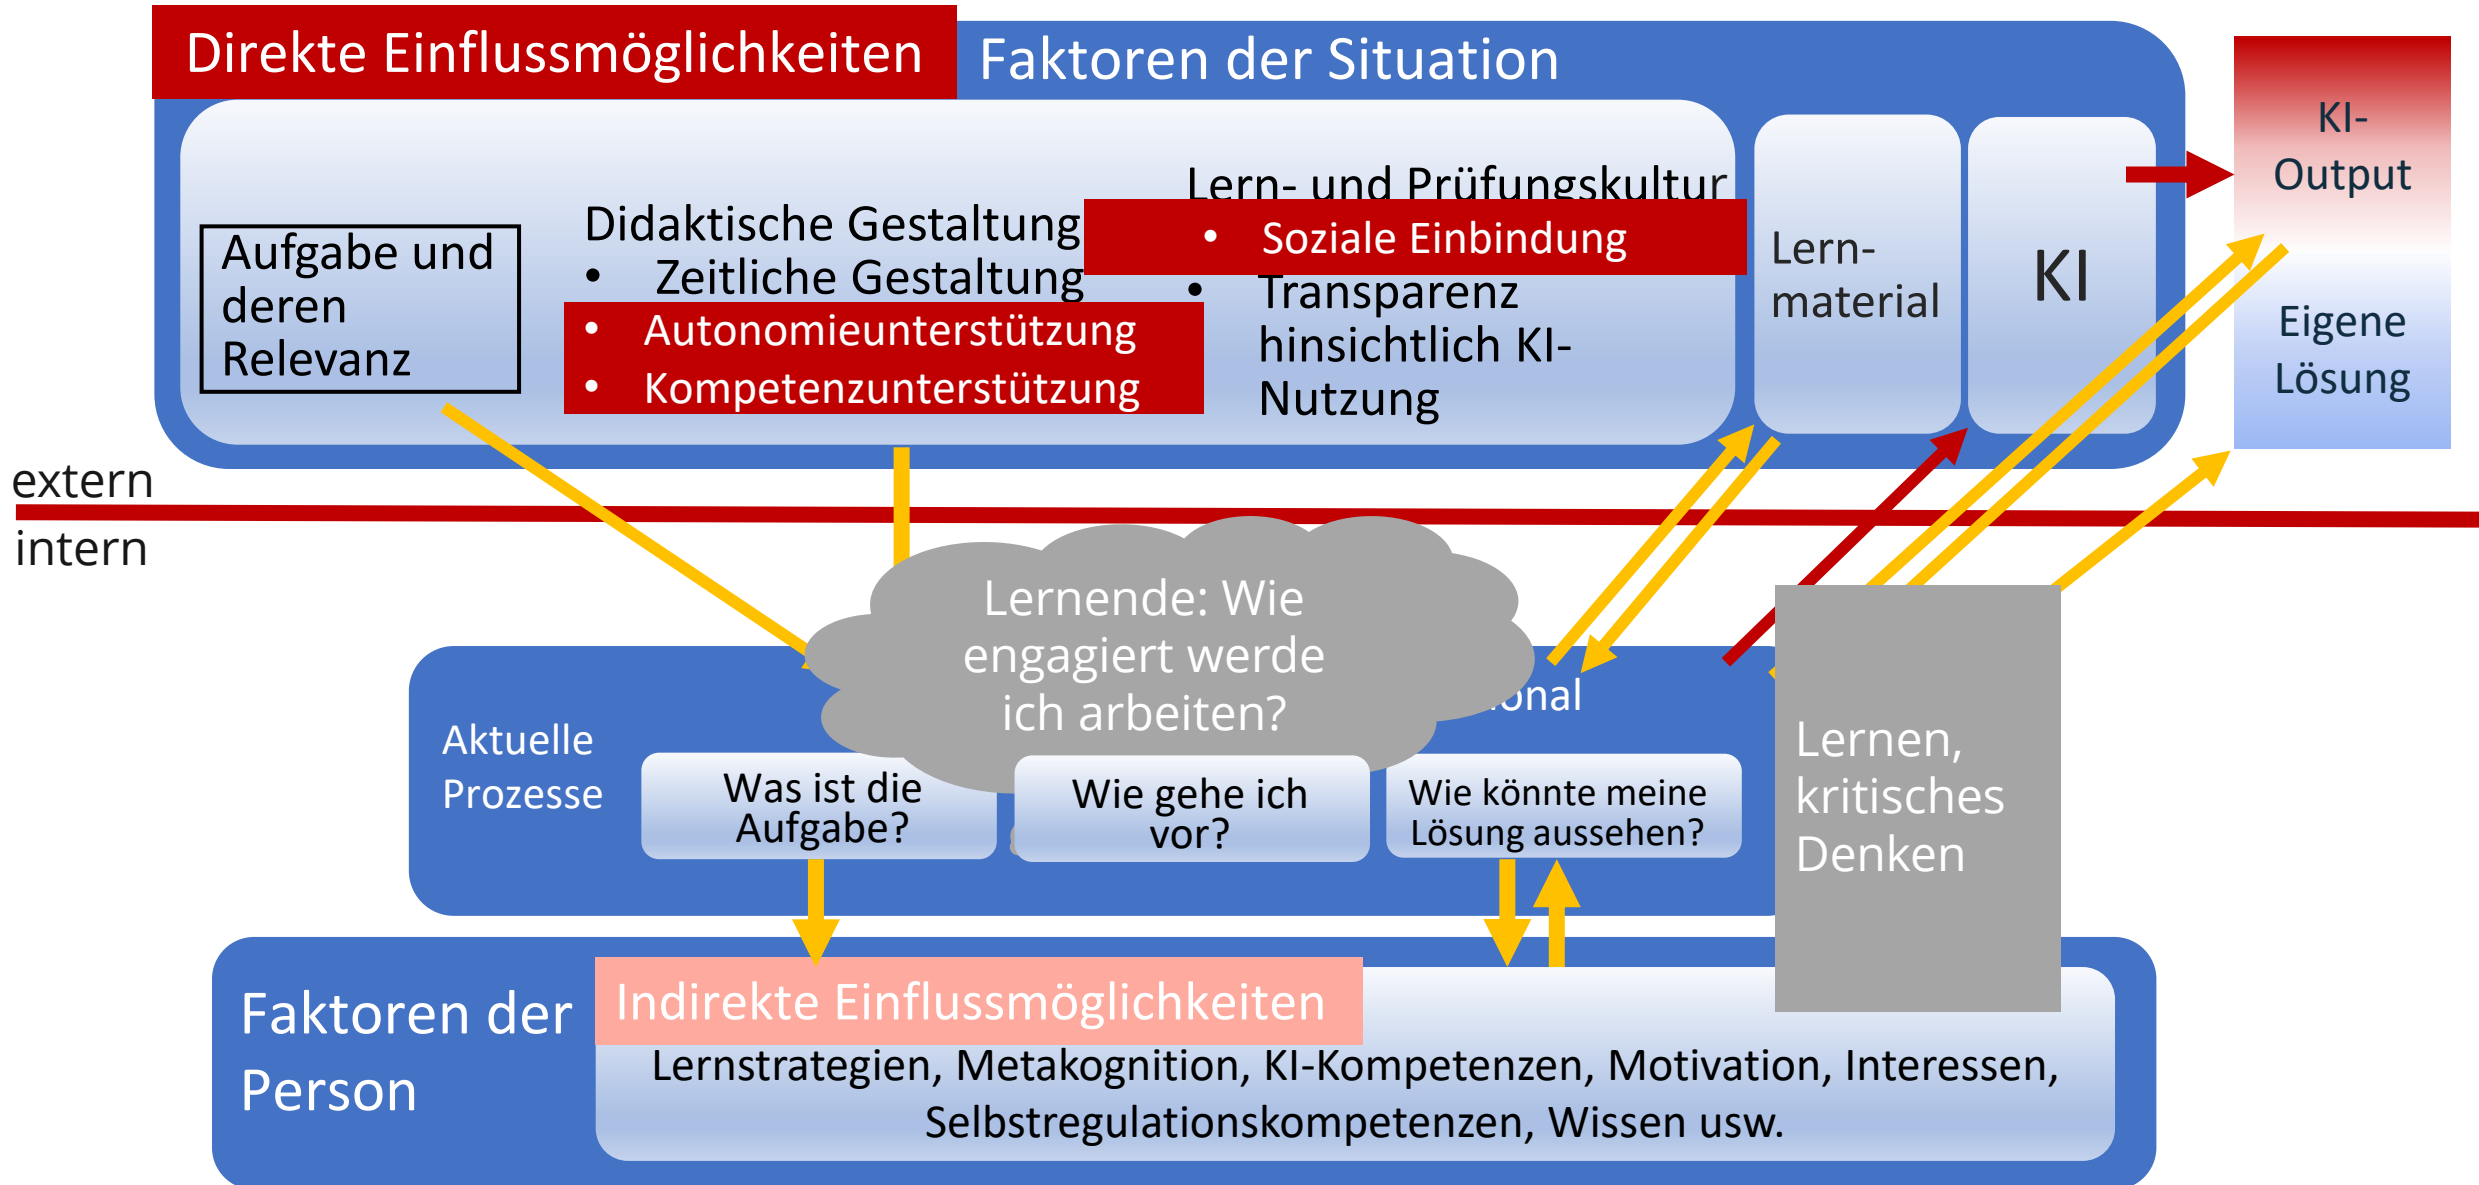 Direkte Einflussmöglichkeiten
Faktoren der Situation
Aufgabe und
deren
Relevanz
Didaktische Gestaltung
• Zeitliche Gestaltung
• Autonomieunterstützung
• Kompetenzunterstützung
Lern- und Prüfungskultur
• Soziale Einbindung
• Transparenz
hinsichtlich KI-
Nutzung
Lern-
material
KI
KI-
Output
Eigene
Lösung
extern
intern
Lernende: Wie
engagiert werde
ich arbeiten?
Aktuelle
Prozesse
Was ist die
Aufgabe?
Wie gehe ich
vor?
Wie könnte meine
Lösung aussehen?
Lernen,
kritisches
Denken
Faktoren der
Person
Indirekte Einflussmöglichkeiten
Lernstrategien, Metakognition, KI-Kompetenzen, Motivation, Interessen,
Selbstregulationskompetenzen, Wissen usw.